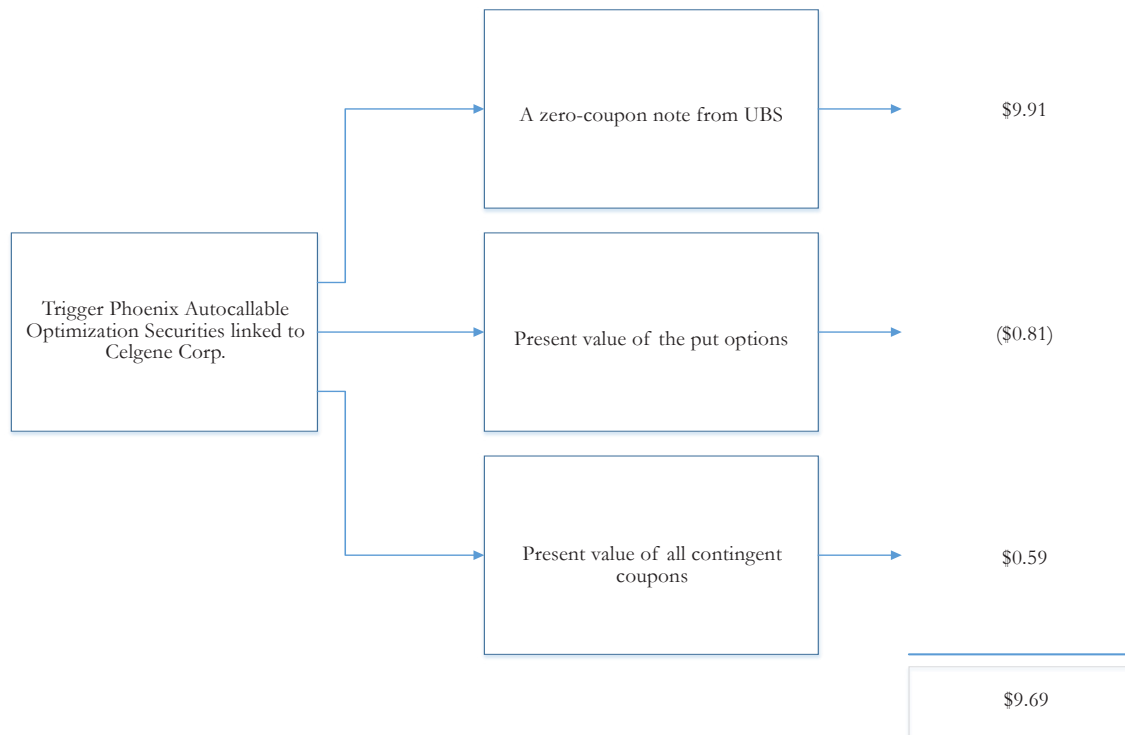 A zero-coupon note from UBS
$9.91
Trigger Phoenix Autocallable
Optimization Securities linked to
Celgene Corp.
Present value of the put options
($0.81)
Present value of all contingent
coupons
$0.59
$9.69